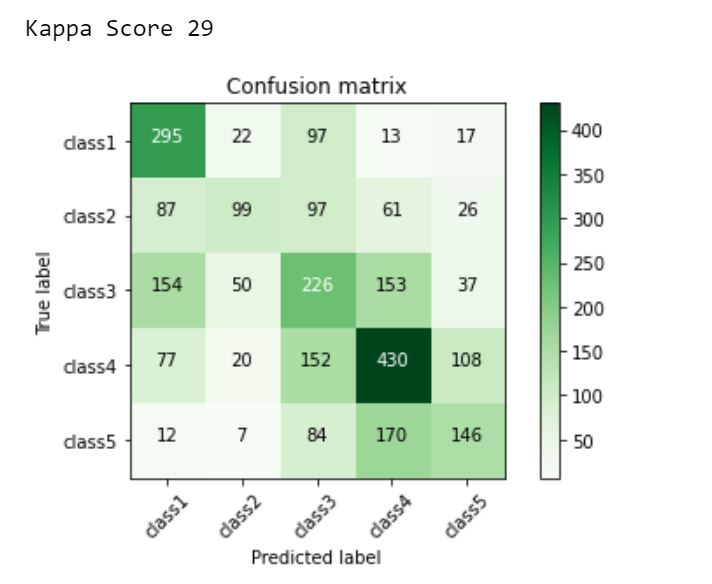 Kappa Score 29
Confusion matrix
class1 295 22 97 13 17
class2 87 99 97 61 26
class3 154 50 226 153 37
class4 77 20 152 430 108
class5 12 7 84 170 146
class1 class2 class3 class4 class5
Predicted label
True label
400
350
300
250
200
150
100
50